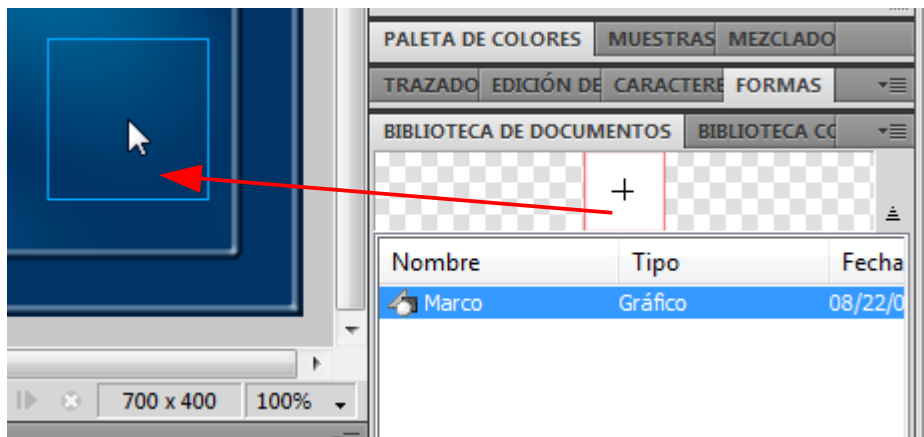 PALETA DE COLORES MUESTRAS MEZCLADO
TRAZADO EDICIÓN DE CARACTERE FORMAS
BIBLIOTECA DE DOCUMENTOS BIBLIOTECA CO
Nombre Tipo Fecha
Marco Gráfico 08/22/0
700 x 400 100%